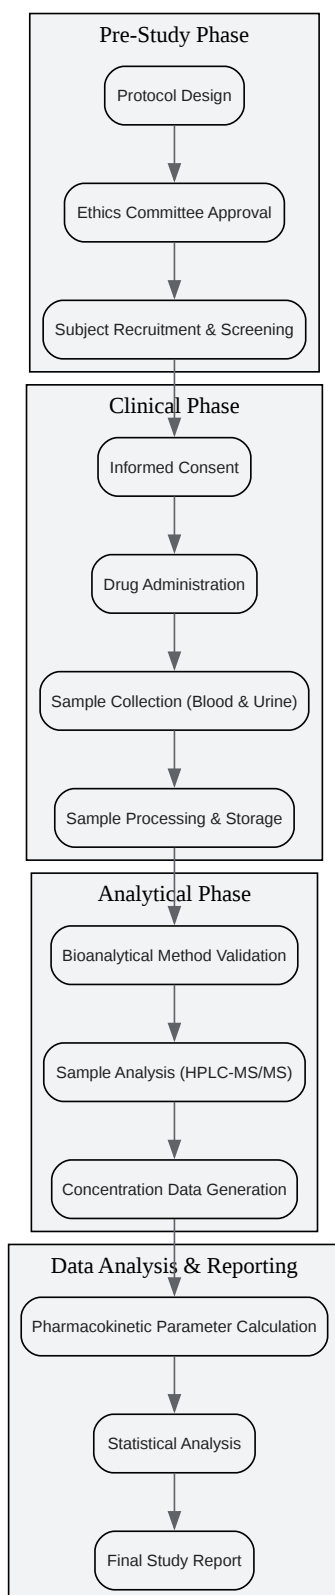 Pre-Study Phase
Protocol Design
Ethics Committee Approval
Subject Recruitment & Screening
Clinical Phase
Informed Consent
Drug Administration
Sample Collection (Blood & Urine)
Sample Processing & Storage
Analytical Phase
Bioanalytical Method Validation
Sample Analysis (HPLC-MS/MS)
Concentration Data Generation
Data Analysis & Reporting
Pharmacokinetic Parameter Calculation
Statistical Analysis
Final Study Report